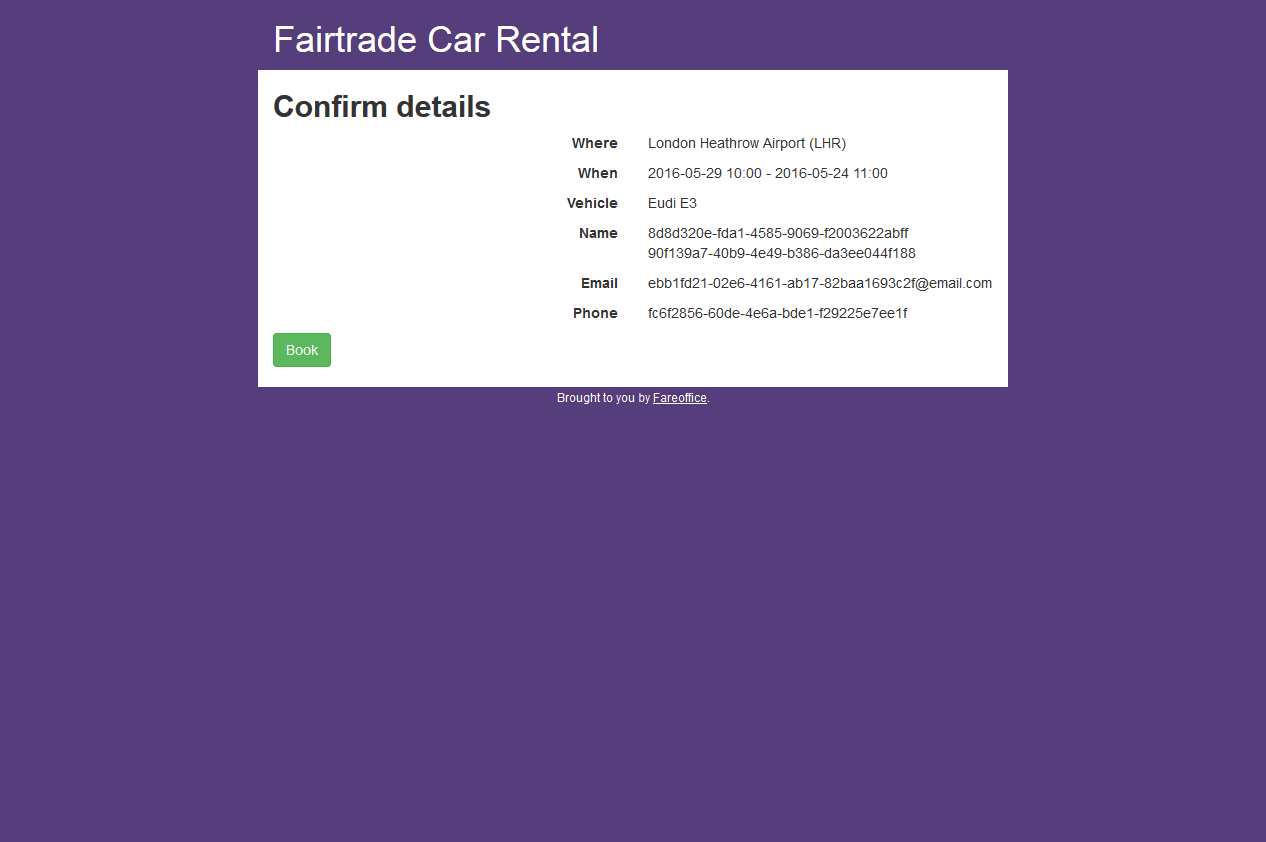 Fairtrade Car Rental
Confirm details
Where London Heathrow Airport (LHR)
When 2016-05-29 10:00 - 2016-05-24 11:00
Vehicle Eudi E3
Name 8d8d320e-fda1-4585-9069-f2003622abff
90f139a7-40b9-4e49-b386-da3ee044f188
Email ebb1fd21-02e6-4161-ab17-82baa1693c2f@email.com
Phone fc6f2856-60de-4e6a-bde1-f29225e7ee1f
Book
Brought to you by Fareoffice.